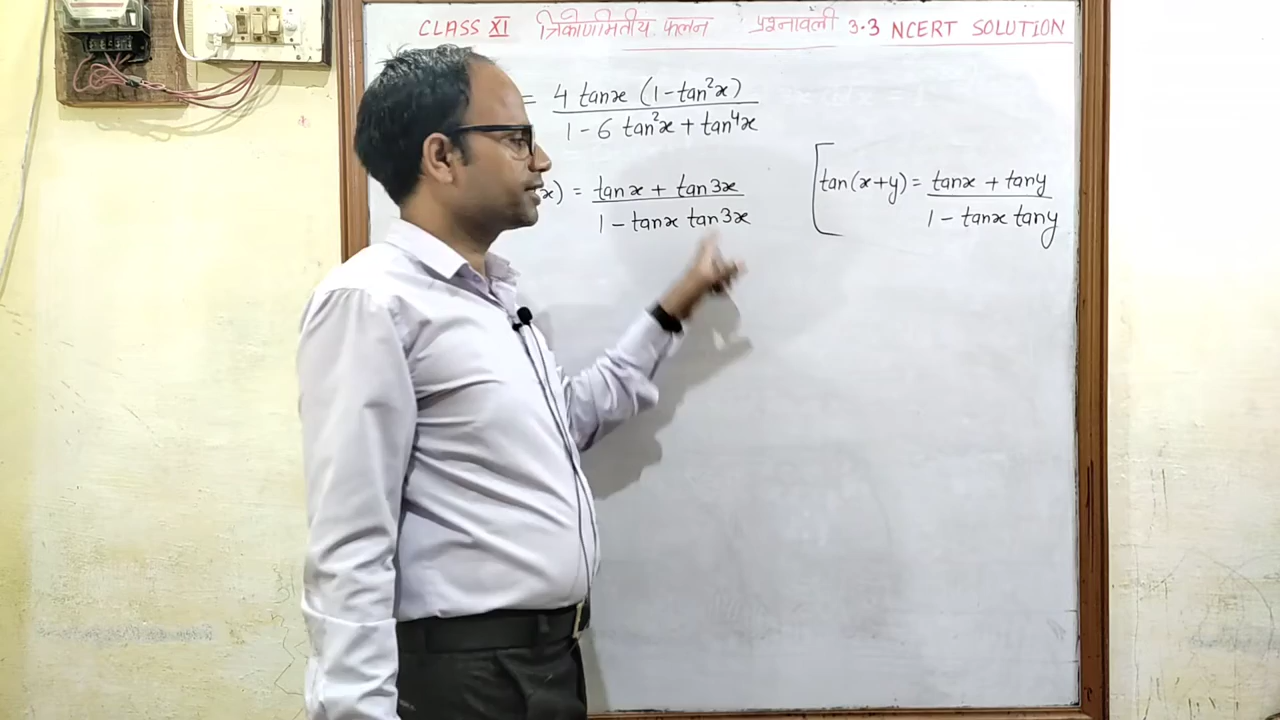 CLASS XI त्रिकोणमितीय फलन प्रश्नावली 3.3 NCERT SOLUTION
= 4 tanx (1-tan²x)
1-6 tan²x + tan⁴x
x) = tanx + tan3x
1 - tanx tan3x
tan(x+y) = tanx + tany
1 - tanx tany